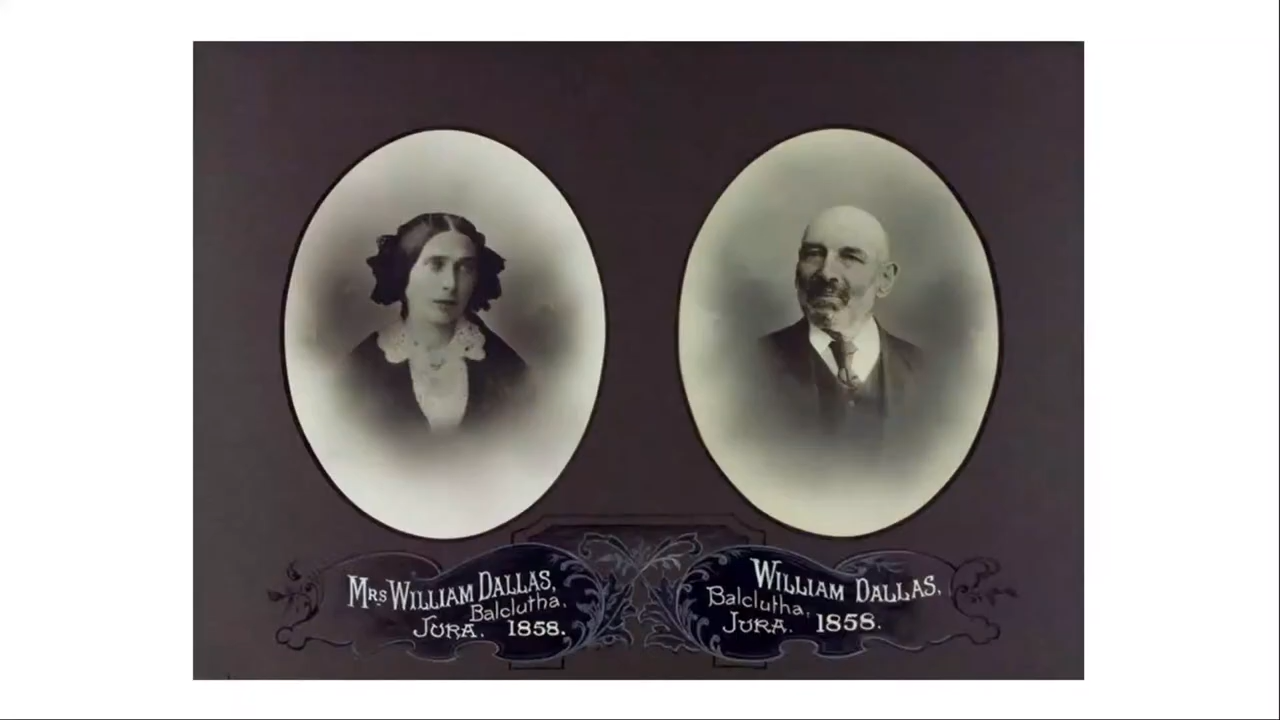 Mrs William Dallas,
Balclutha,
Jura. 1858.
William Dallas,
Balclutha,
Jura. 1858.